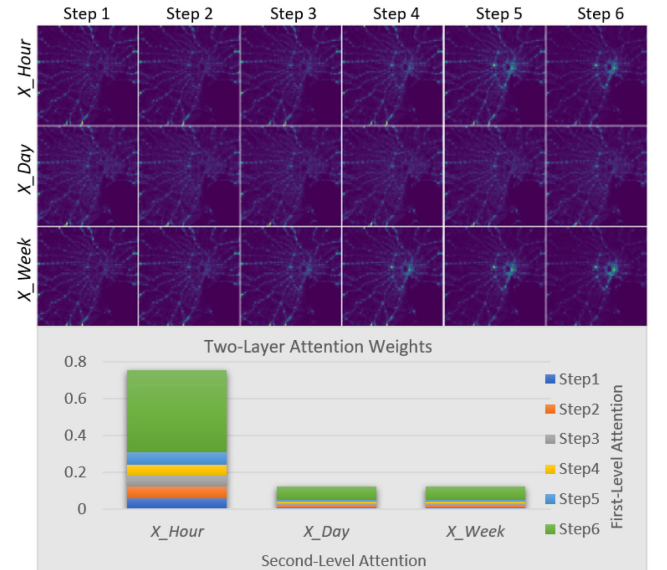 Step 1 Step 2 Step 3 Step 4 Step 5 Step 6
X_Hour
X_Day
X_Week
Two-Layer Attention Weights
0.8
0.6
0.4
0.2
0
X_Hour X_Day X_Week
Second-Level Attention
Step1
Step2
Step3
Step4
Step5
Step6
First-Level Attention